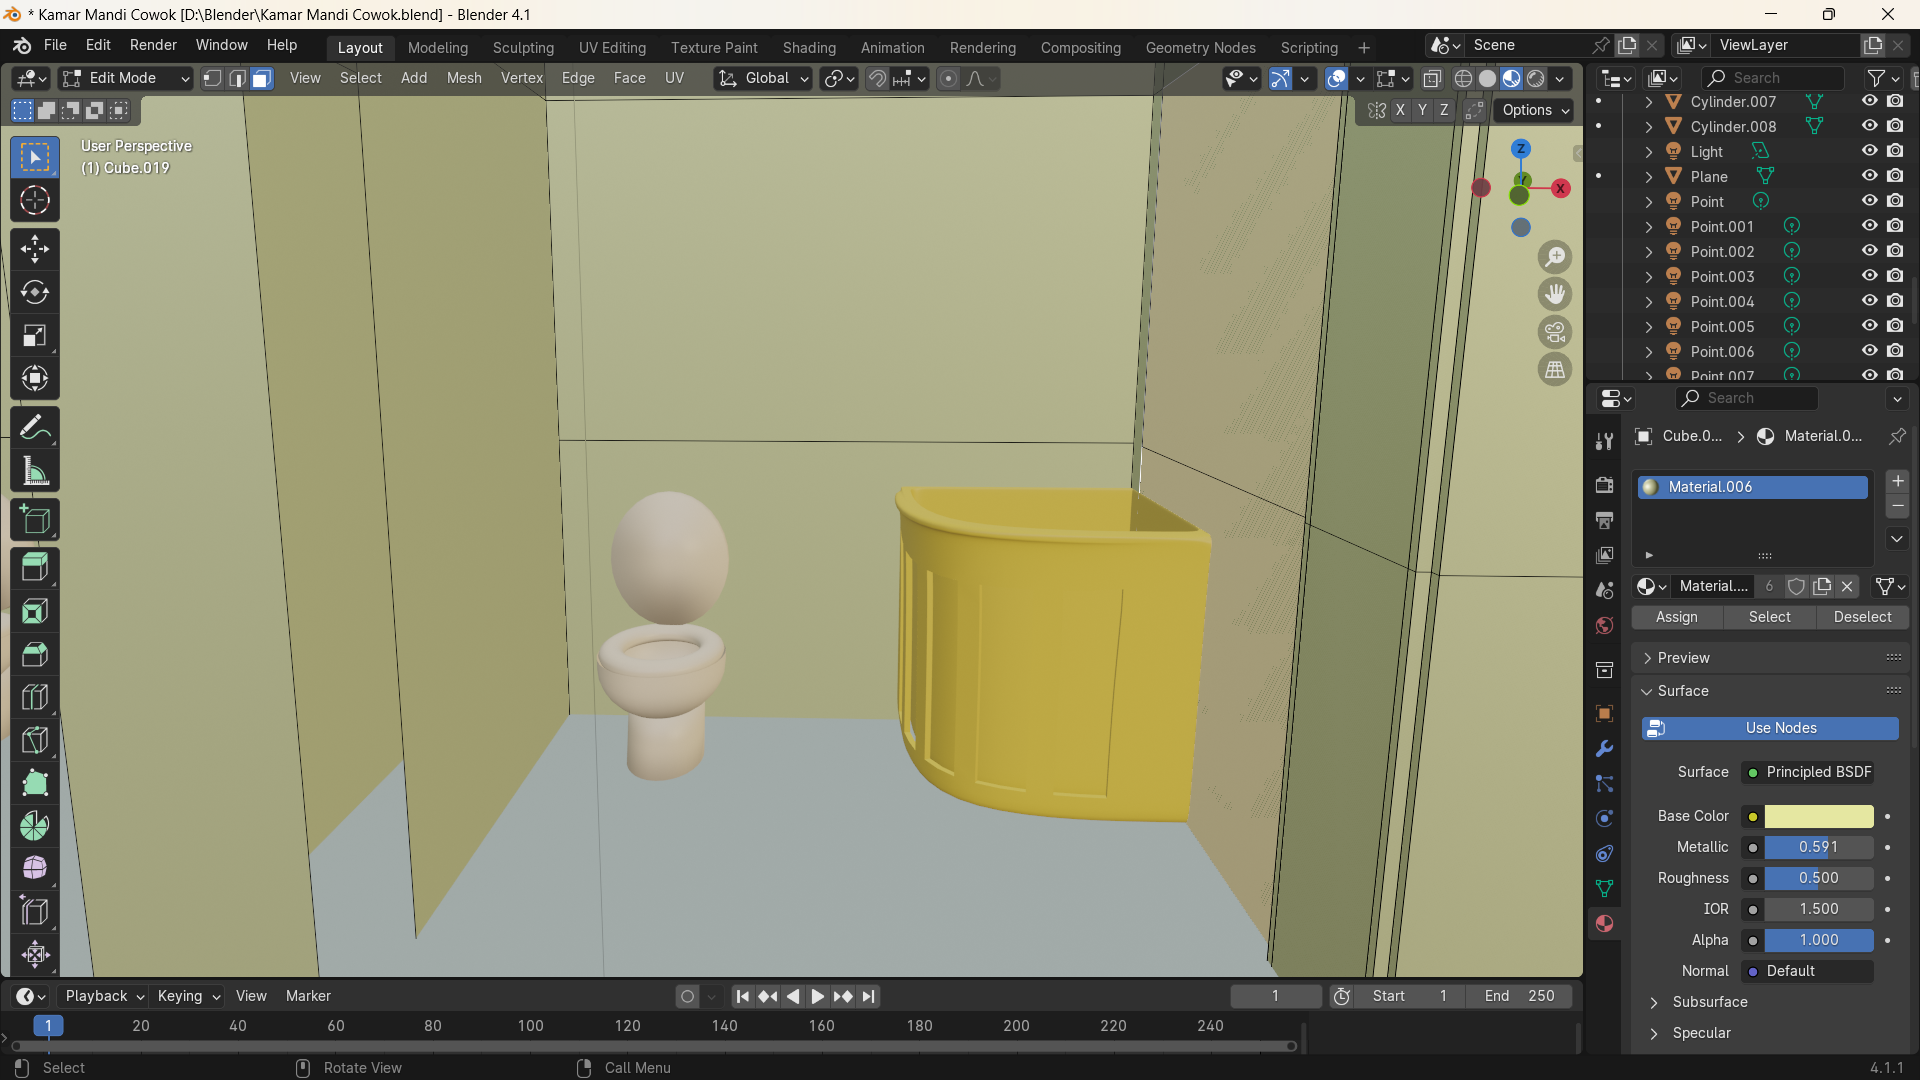 * Kamar Mandi Cowok [D:\Blender\Kamar Mandi Cowok.blend] - Blender 4.1
File Edit Render Window Help
Layout Modeling Sculpting UV Editing Texture Paint Shading Animation Rendering Compositing Geometry Nodes Scripting +
Scene
ViewLayer
Edit Mode
View Select Add Mesh Vertex Edge Face UV
Global
Search
X Y Z
Options
User Perspective
(1) Cube.019
Z
Y
X
Cylinder.007
Cylinder.008
Light
Plane
Point
Point.001
Point.002
Point.003
Point.004
Point.005
Point.006
Point.007
Search
Cube.0... > Material.0...
Material.006
Material.... 6
Assign Select Deselect
Preview
Surface
Use Nodes
Surface Principled BSDF
Base Color
Metallic 0.591
Roughness 0.500
IOR 1.500
Alpha 1.000
Normal Default
Subsurface
Specular
Playback Keying View Marker
1
Start 1
End 250
1 20 40 60 80 100 120 140 160 180 200 220 240
Select
Rotate View
Call Menu
4.1.1